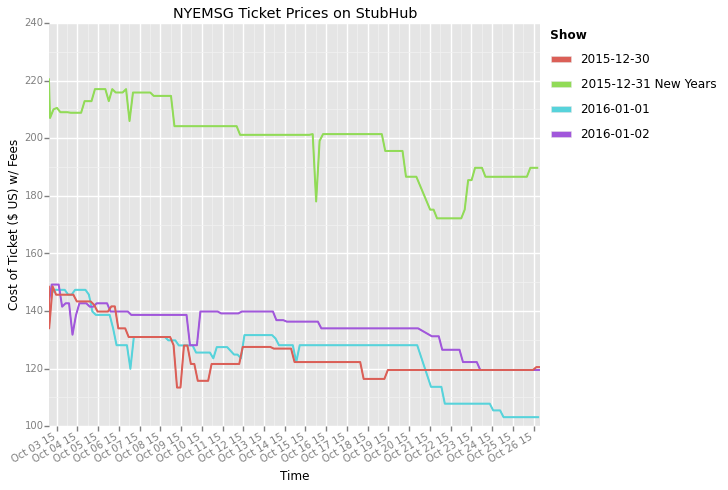 NYEMSG Ticket Prices on StubHub
Cost of Ticket ($ US) w/ Fees
240
220
200
180
160
140
120
100
Oct 03 15
Oct 04 15
Oct 05 15
Oct 06 15
Oct 07 15
Oct 08 15
Oct 09 15
Oct 10 15
Oct 11 15
Oct 12 15
Oct 13 15
Oct 14 15
Oct 15 15
Oct 16 15
Oct 17 15
Oct 18 15
Oct 19 15
Oct 20 15
Oct 21 15
Oct 22 15
Oct 23 15
Oct 24 15
Oct 25 15
Oct 26 15
Time
Show
2015-12-30
2015-12-31 New Years
2016-01-01
2016-01-02